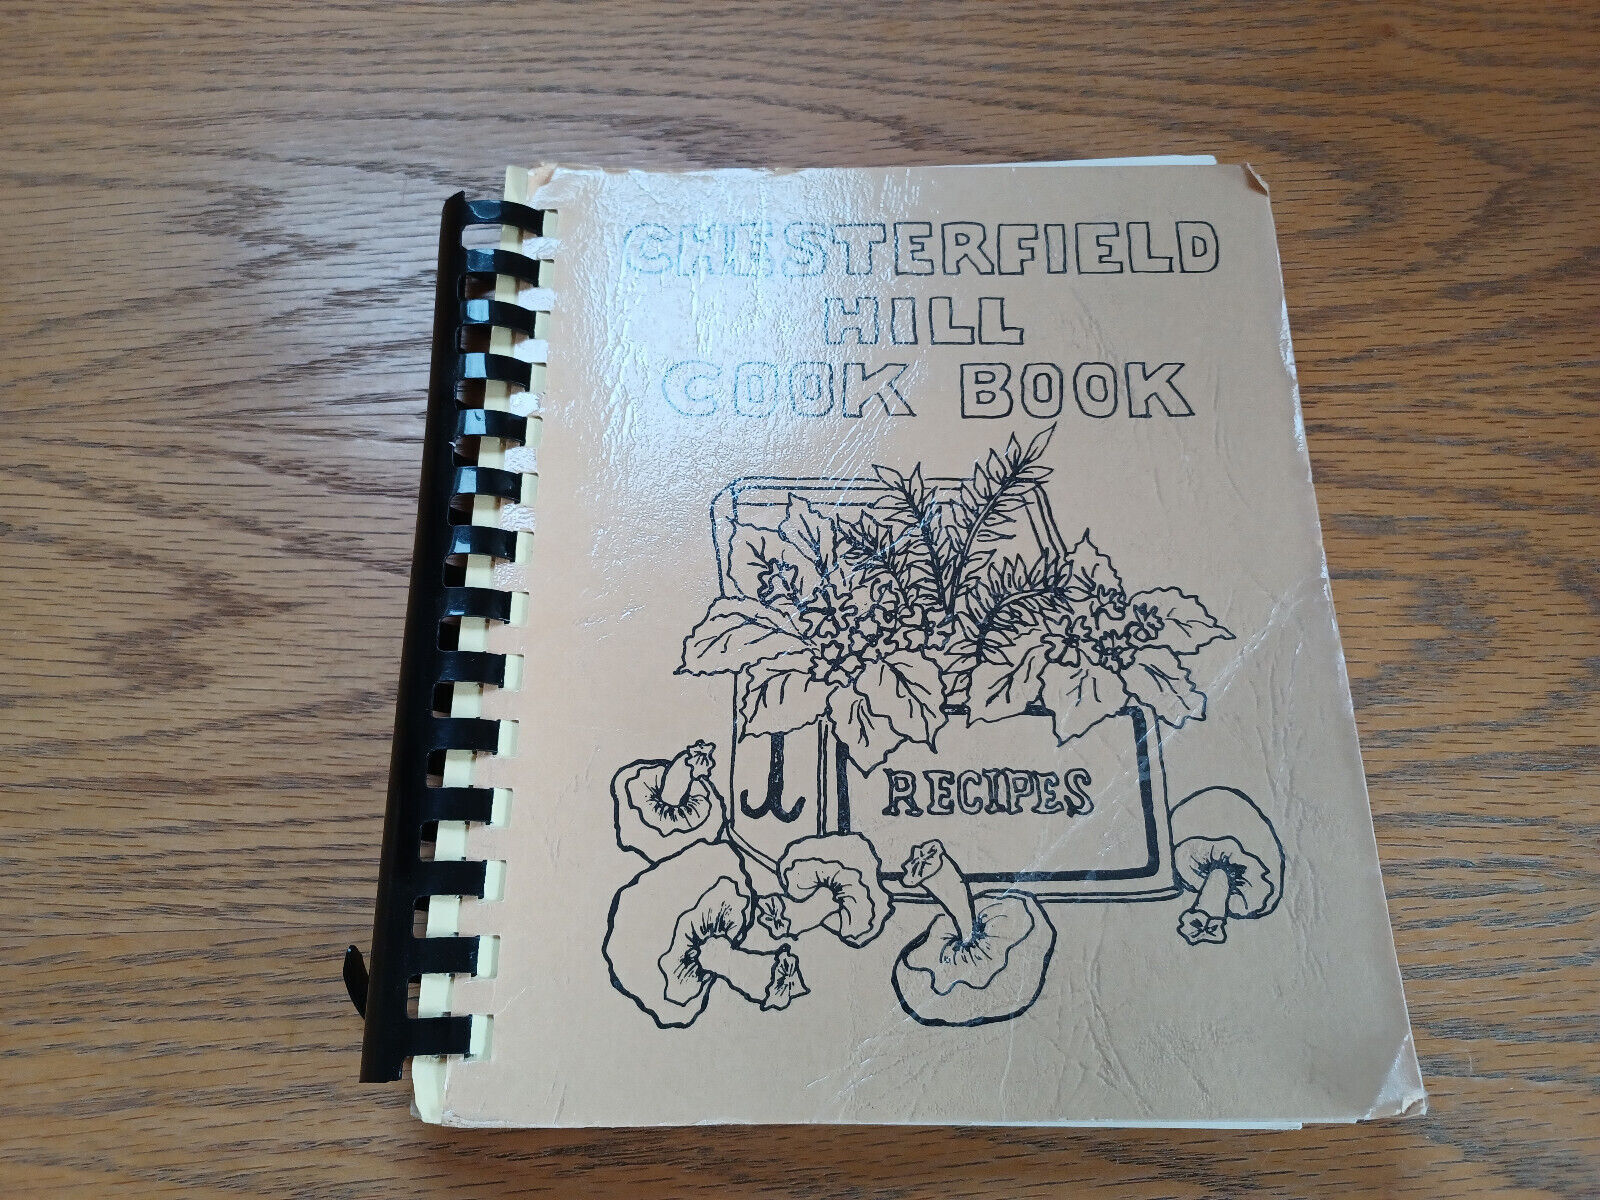 CHESTERFIELD
HILL
COOK BOOK
RECIPES